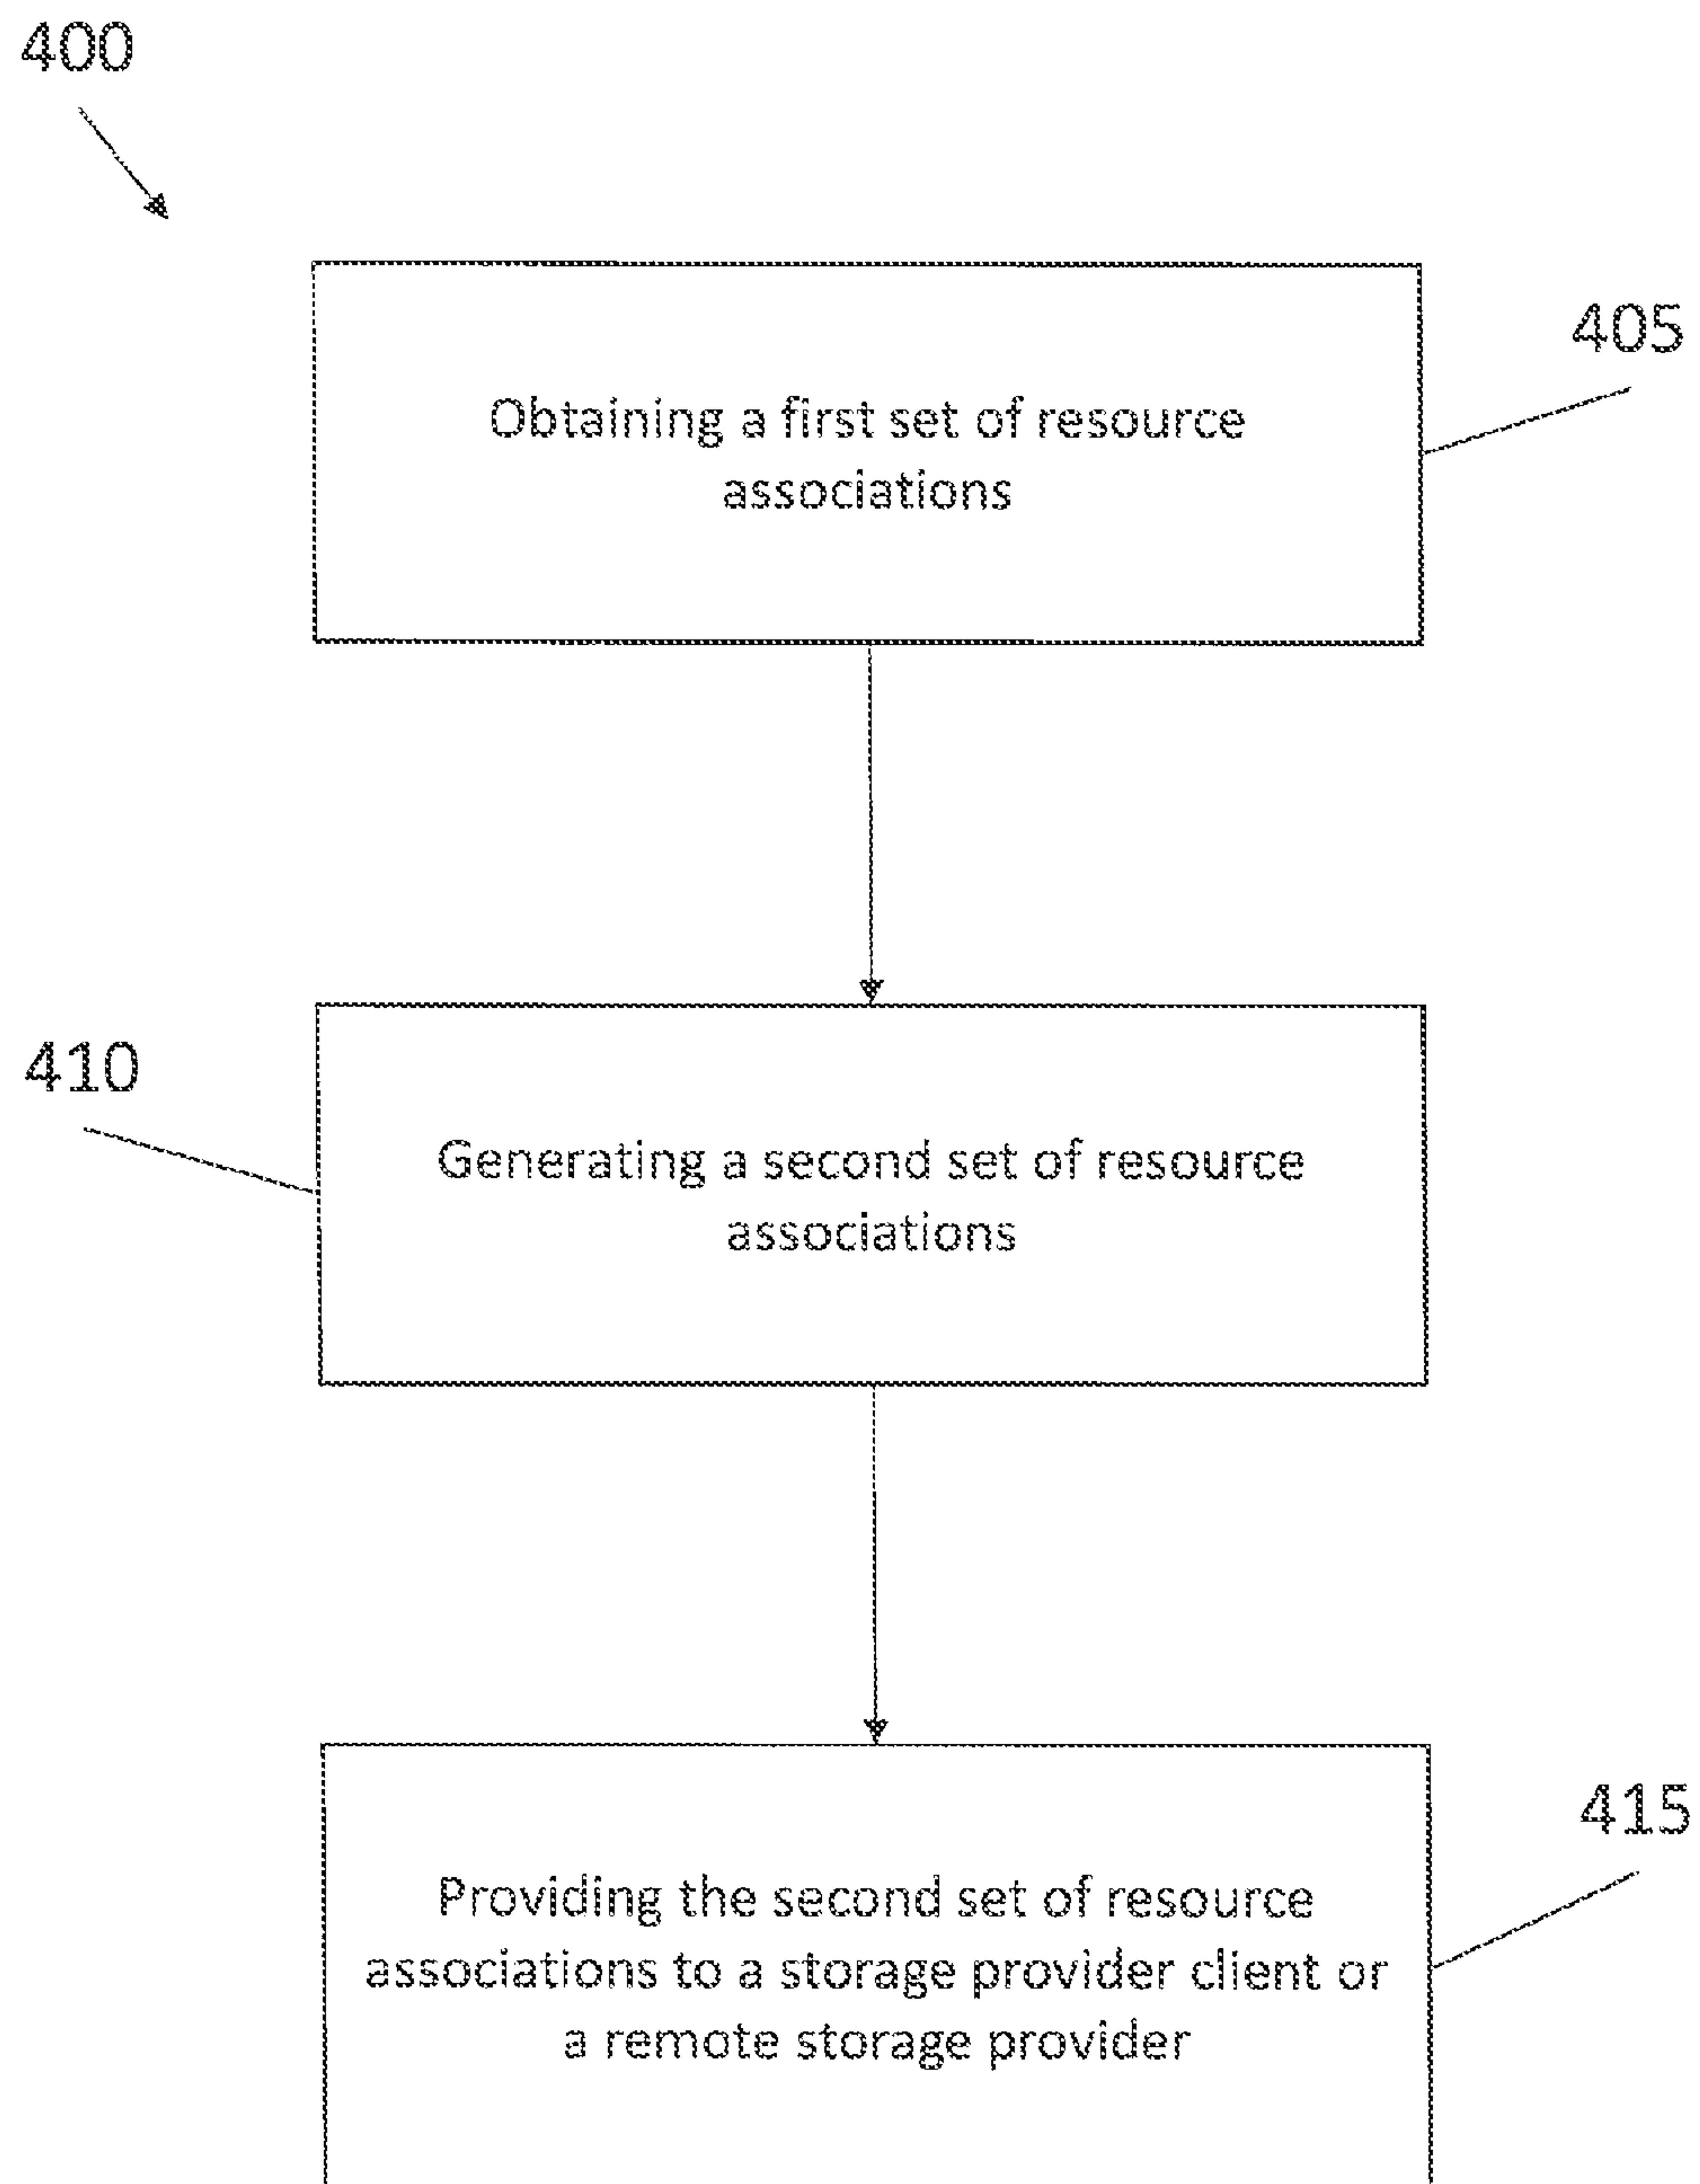 400
405
Obtaining a first set of resource
associations
410
Generating a second set of resource
associations
415
Providing the second set of resource
associations to a storage provider client or
a remote storage provider